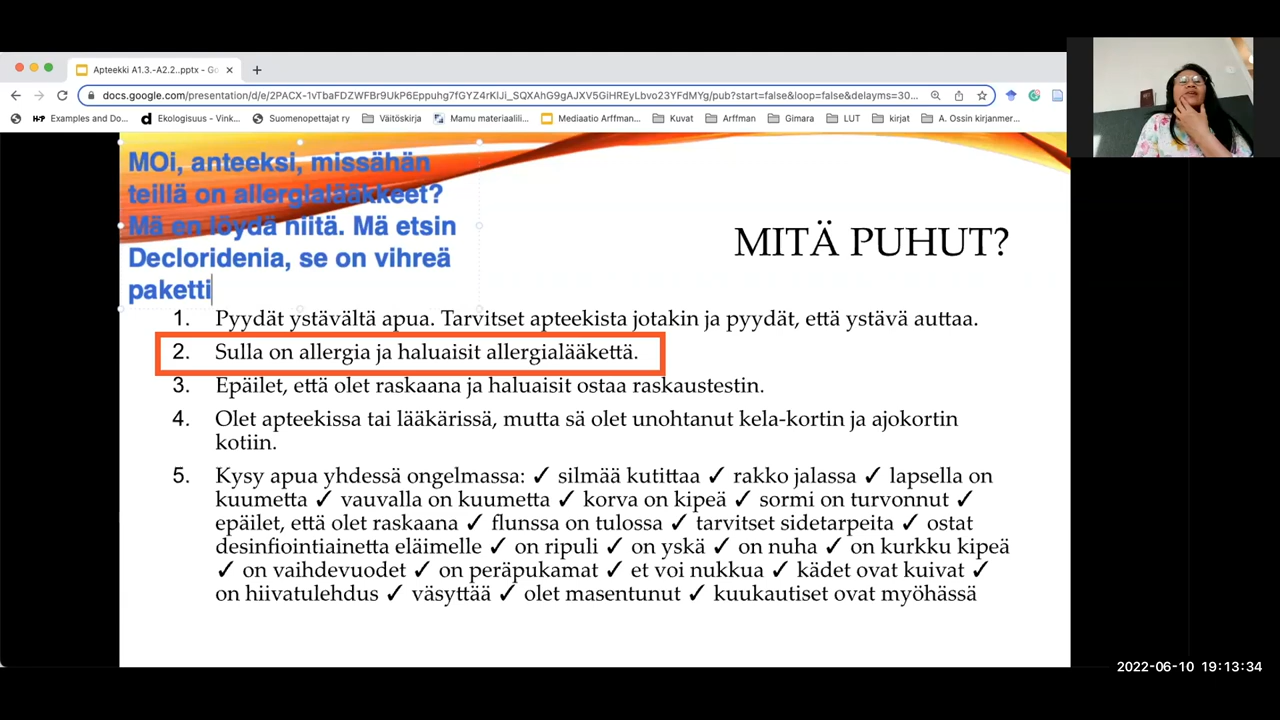 Apteekki A1.3.-A2.2..pptx - Go
docs.google.com/presentation/d/e/2PACX-1vTbaFDZWFBr9UkP6Eppuhg7fGYZ4rKIJi_SQXAhG9gAJXV5GiHREyLbvo23YFdMYg/pub?start=false&loop=false&delayms=30...
Examples and Do... Ekologisuus - Vink... Suomenopettajat ry Väitöskirja Mamu materiaalili... Mediaatio Arffman... Kuvat Arffman Gimara LUT kirjat A. Ossin kirjanmer...
MOi, anteeksi, missähän
teillä on allergialääkkeet?
Mä en löydä niitä. Mä etsin
Decloridenia, se on vihreä
paketti
MITÄ PUHUT?
1. Pyydät ystävältä apua. Tarvitset apteekista jotakin ja pyydät, että ystävä auttaa.
2. Sulla on allergia ja haluaisit allergialääkettä.
3. Epäilet, että olet raskaana ja haluaisit ostaa raskaustestin.
4. Olet apteekissa tai lääkärissä, mutta sä olet unohtanut kela-kortin ja ajokortin
kotiin.
5. Kysy apua yhdessä ongelmassa: ✓ silmää kutittaa ✓ rakko jalassa ✓ lapsella on
kuumetta ✓ vauvalla on kuumetta ✓ korva on kipeä ✓ sormi on turvonnut ✓
epäilet, että olet raskaana ✓ flunssa on tulossa ✓ tarvitset sidetarpeita ✓ ostat
desinfiointiainetta eläimelle ✓ on ripuli ✓ on yskä ✓ on nuha ✓ on kurkku kipeä
✓ on vaihdevuodet ✓ on peräpukamat ✓ et voi nukkua ✓ kädet ovat kuivat ✓
on hiivatulehdus ✓ väsyttää ✓ olet masentunut ✓ kuukautiset ovat myöhässä
2022-06-10 19:13:34